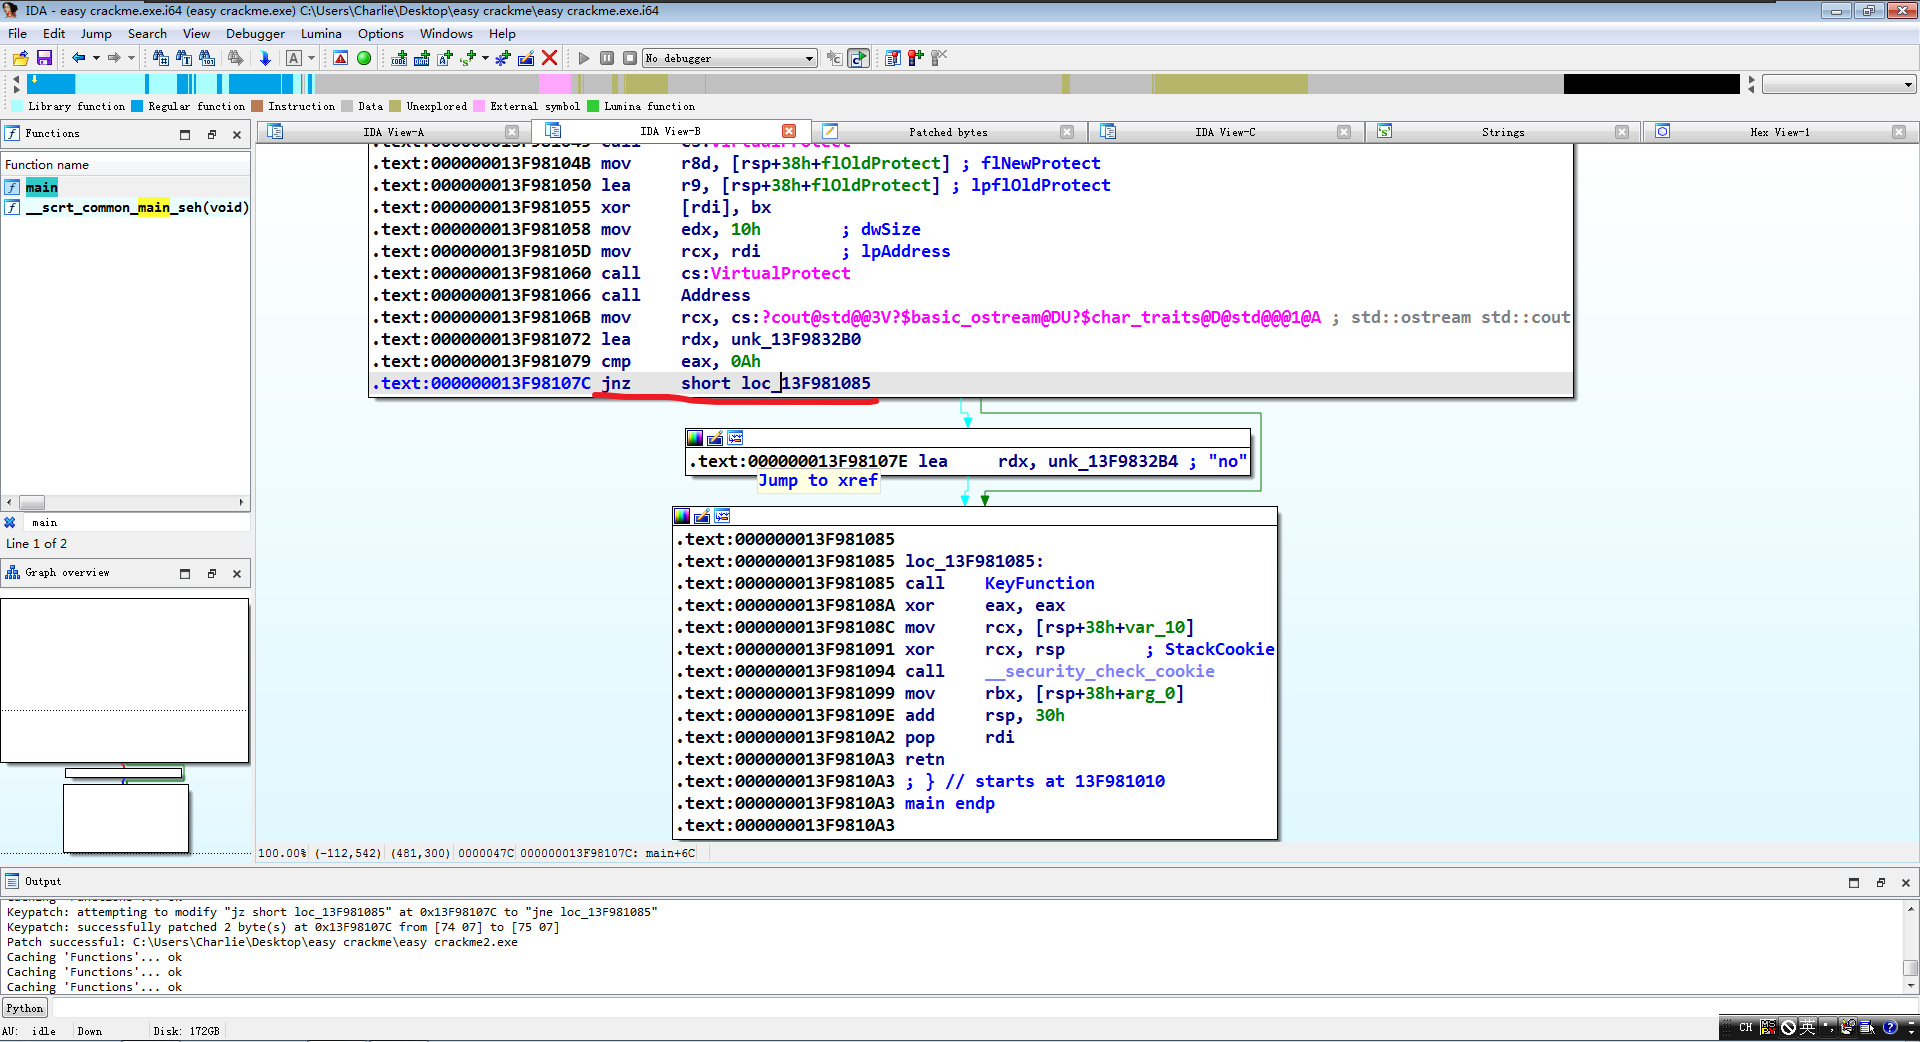 IDA - easy crackme.exe.i64 (easy crackme.exe) C:\Users\Charlie\Desktop\easy crackme\easy crackme.exe.i64
File Edit Jump Search View Debugger Lumina Options Windows Help
No debugger
Library function Regular function Instruction Data Unexplored External symbol Lumina function
Functions
Function name
main
__scrt_common_main_seh(void)
main
Line 1 of 2
Graph overview
IDA View-A IDA View-B Patched bytes IDA View-C Strings Hex View-1
.text:000000013F98104B mov r8d, [rsp+38h+flOldProtect] ; flNewProtect
.text:000000013F981050 lea r9, [rsp+38h+flOldProtect] ; lpflOldProtect
.text:000000013F981055 xor [rdi], bx
.text:000000013F981058 mov edx, 10h ; dwSize
.text:000000013F98105D mov rcx, rdi ; lpAddress
.text:000000013F981060 call cs:VirtualProtect
.text:000000013F981066 call Address
.text:000000013F98106B mov rcx, cs:?cout@std@@3V?$basic_ostream@DU?$char_traits@D@std@@@1@A ; std::ostream std::cout
.text:000000013F981072 lea rdx, unk_13F9832B0
.text:000000013F981079 cmp eax, 0Ah
.text:000000013F98107C jnz short loc_13F981085
.text:000000013F98107E lea rdx, unk_13F9832B4 ; "no"
Jump to xref
.text:000000013F981085
.text:000000013F981085 loc_13F981085:
.text:000000013F981085 call KeyFunction
.text:000000013F98108A xor eax, eax
.text:000000013F98108C mov rcx, [rsp+38h+var_10]
.text:000000013F981091 xor rcx, rsp ; StackCookie
.text:000000013F981094 call __security_check_cookie
.text:000000013F981099 mov rbx, [rsp+38h+arg_0]
.text:000000013F98109E add rsp, 30h
.text:000000013F9810A2 pop rdi
.text:000000013F9810A3 retn
.text:000000013F9810A3 ; } // starts at 13F981010
.text:000000013F9810A3 main endp
.text:000000013F9810A3
100.00% (-112,542) (481,300) 0000047C 000000013F98107C: main+6C
Output
Caching 'Functions'... ok
Keypatch: attempting to modify "jz short loc_13F981085" at 0x13F98107C to "jne loc_13F981085"
Keypatch: successfully patched 2 byte(s) at 0x13F98107C from [74 07] to [75 07]
Patch successful: C:\Users\Charlie\Desktop\easy crackme\easy crackme2.exe
Caching 'Functions'... ok
Caching 'Functions'... ok
Caching 'Functions'... ok
Python
AU: idle Down Disk: 172GB
CH 英